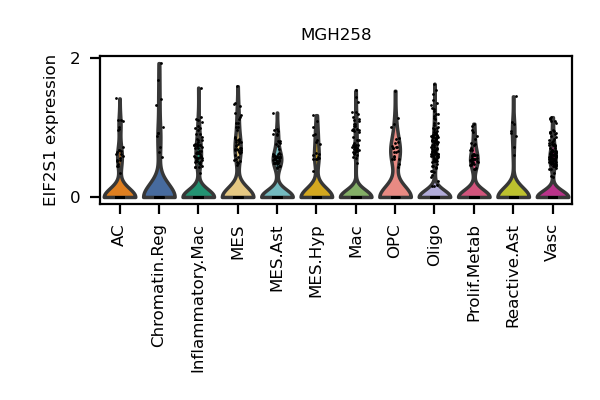 MGH258
EIF2S1 expression
2
0
AC
Chromatin.Reg
Inflammatory.Mac
MES
MES.Ast
MES.Hyp
Mac
OPC
Oligo
Prolif.Metab
Reactive.Ast
Vasc